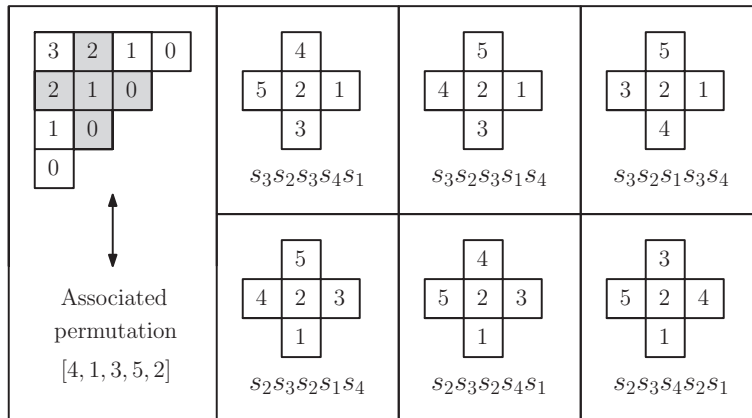 3 2 1 0
2 1 0
1 0
0
Associated
permutation
[4, 1, 3, 5, 2]
4
5 2 1
3
s₃s₂s₃s₄s₁
5
4 2 1
3
s₃s₂s₃s₁s₄
5
3 2 1
4
s₃s₂s₁s₃s₄
5
4 2 3
1
s₂s₃s₂s₁s₄
4
5 2 3
1
s₂s₃s₂s₄s₁
3
5 2 4
1
s₂s₃s₄s₂s₁